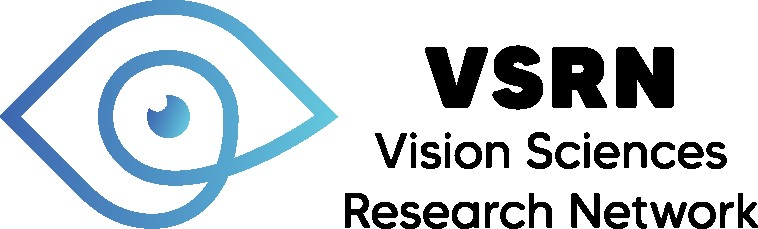 VSRN
Vision Sciences
Research Network